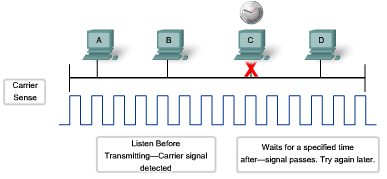 A
B
C
D
Carrier
Sense
Listen Before
Transmitting—Carrier signal
detected
Waits for a specified time
after—signal passes. Try again later.